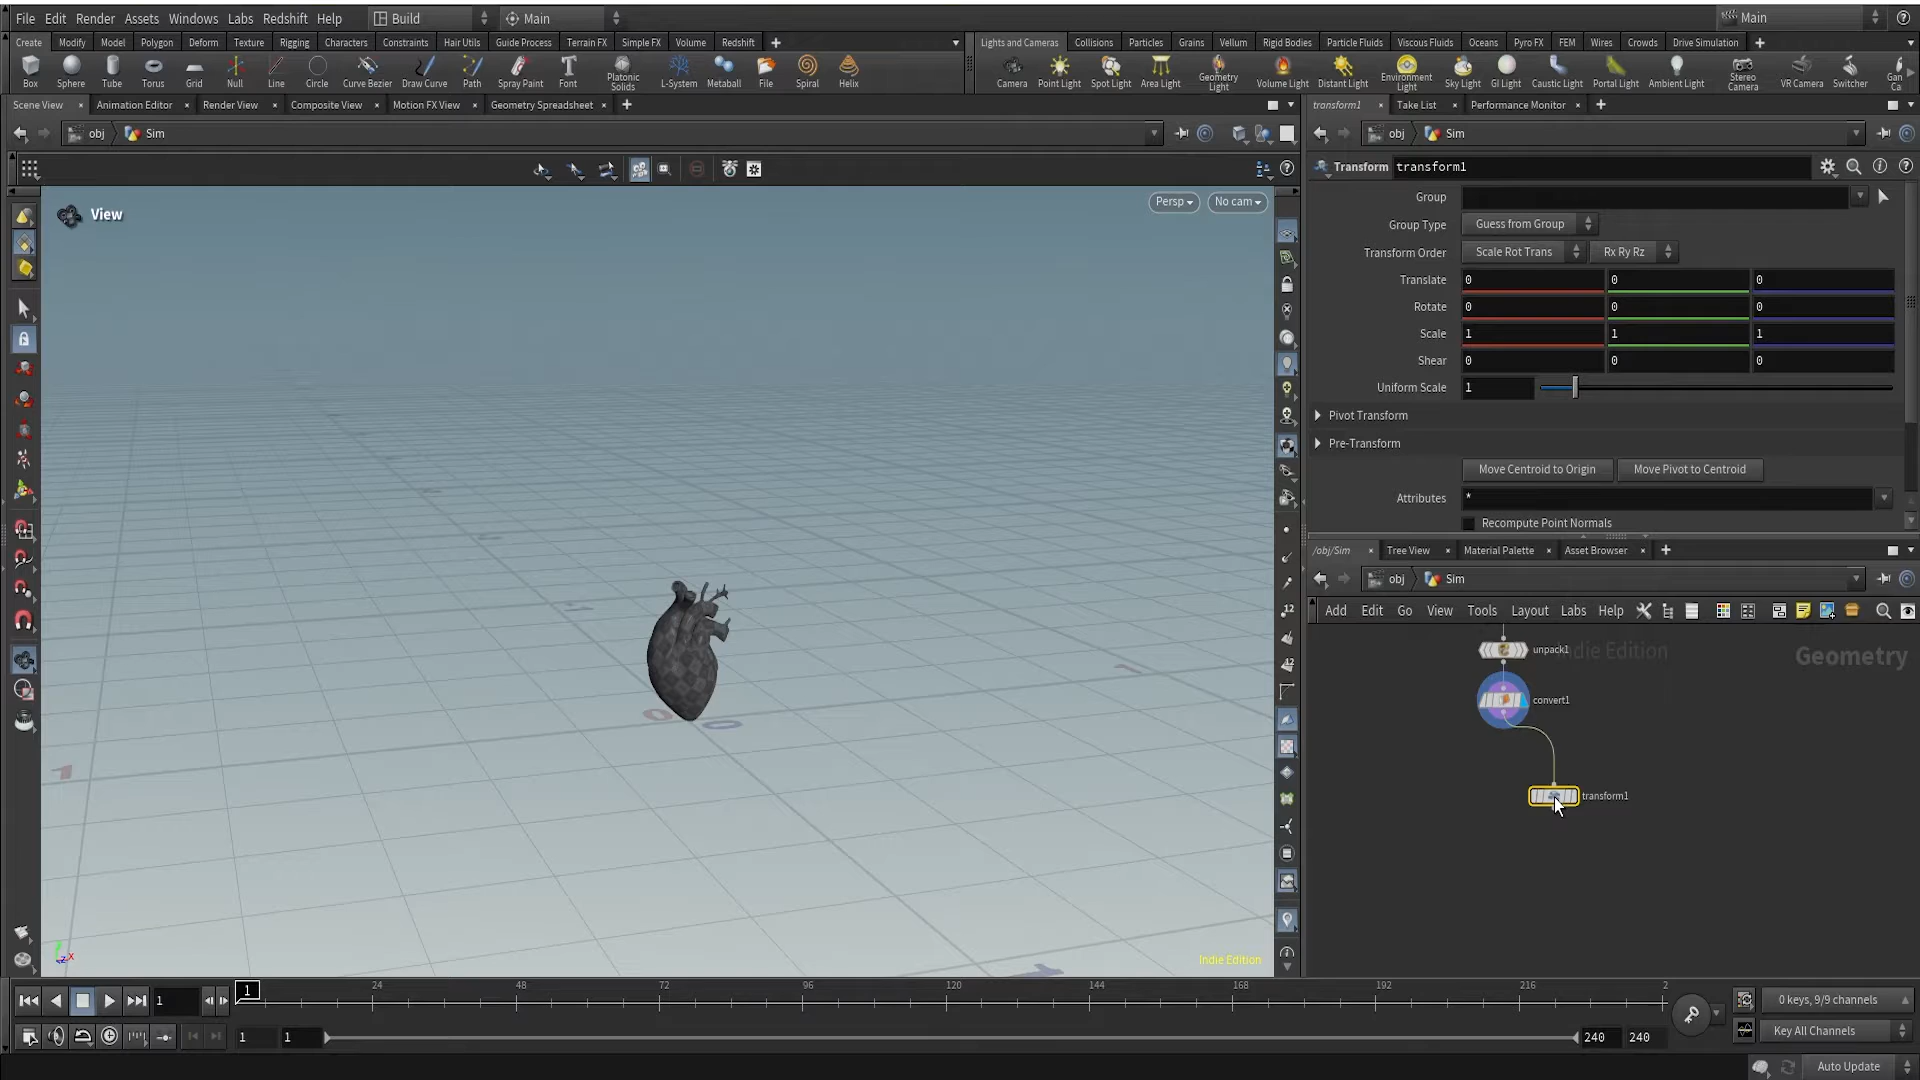 File Edit Render Assets Windows Labs Redshift Help Build Main Main
Create Modify Model Polygon Deform Texture Rigging Characters Constraints Hair Utils Guide Process Terrain FX Simple FX Volume Redshift
Lights and Cameras Collisions Particles Grains Vellum Rigid Bodies Particle Fluids Viscous Fluids Oceans Pyro FX FEM Wires Crowds Drive Simulation
Box Sphere Tube Torus Grid Null Line Circle Curve Bezier Draw Curve Path Spray Paint Font Platonic Solids L-System Metaball File Spiral Helix
Camera Point Light Spot Light Area Light Geometry Light Volume Light Distant Light Environment Light Sky Light GI Light Caustic Light Portal Light Ambient Light Stereo Camera VR Camera Switcher Gan Ca
Scene View Animation Editor Render View Composite View Motion FX View Geometry Spreadsheet
transform1 Take List Performance Monitor
obj Sim
obj Sim
Transform transform1
View
Persp No cam
Group
Group Type Guess from Group
Transform Order Scale Rot Trans Rx Ry Rz
Translate 0 0 0
Rotate 0 0 0
Scale 1 1 1
Shear 0 0 0
Uniform Scale 1
Pivot Transform
Pre-Transform
Move Centroid to Origin Move Pivot to Centroid
Attributes *
Recompute Point Normals
/obj/Sim Tree View Material Palette Asset Browser
obj Sim
Add Edit Go View Tools Layout Labs Help
unpack1
Indie Edition
Geometry
convert1
transform1
0 0
1
12
12
Indie Edition
z x
1 1 24 48 72 96 120 144 168 192 216 2
0 keys, 9/9 channels
1 1 240 240
Key All Channels
Auto Update